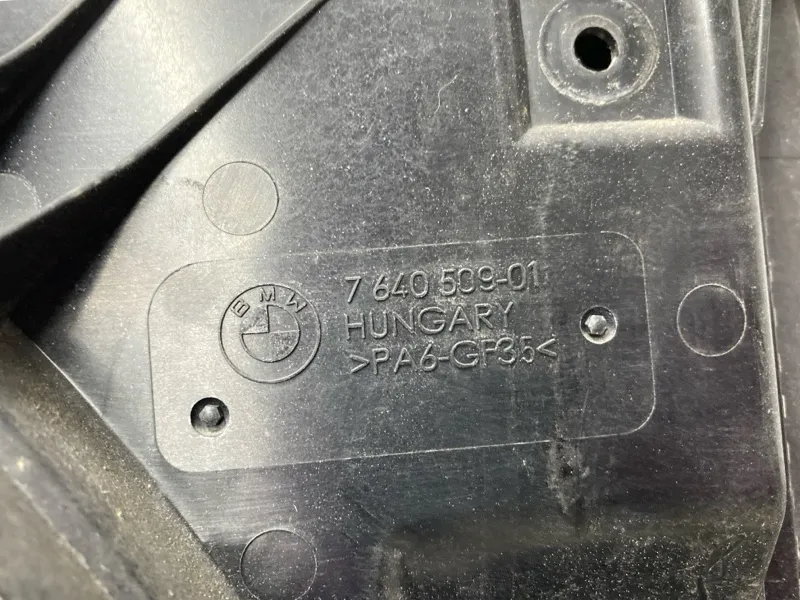 BMW
7 640 509-01
HUNGARY
>PA6-GF35<